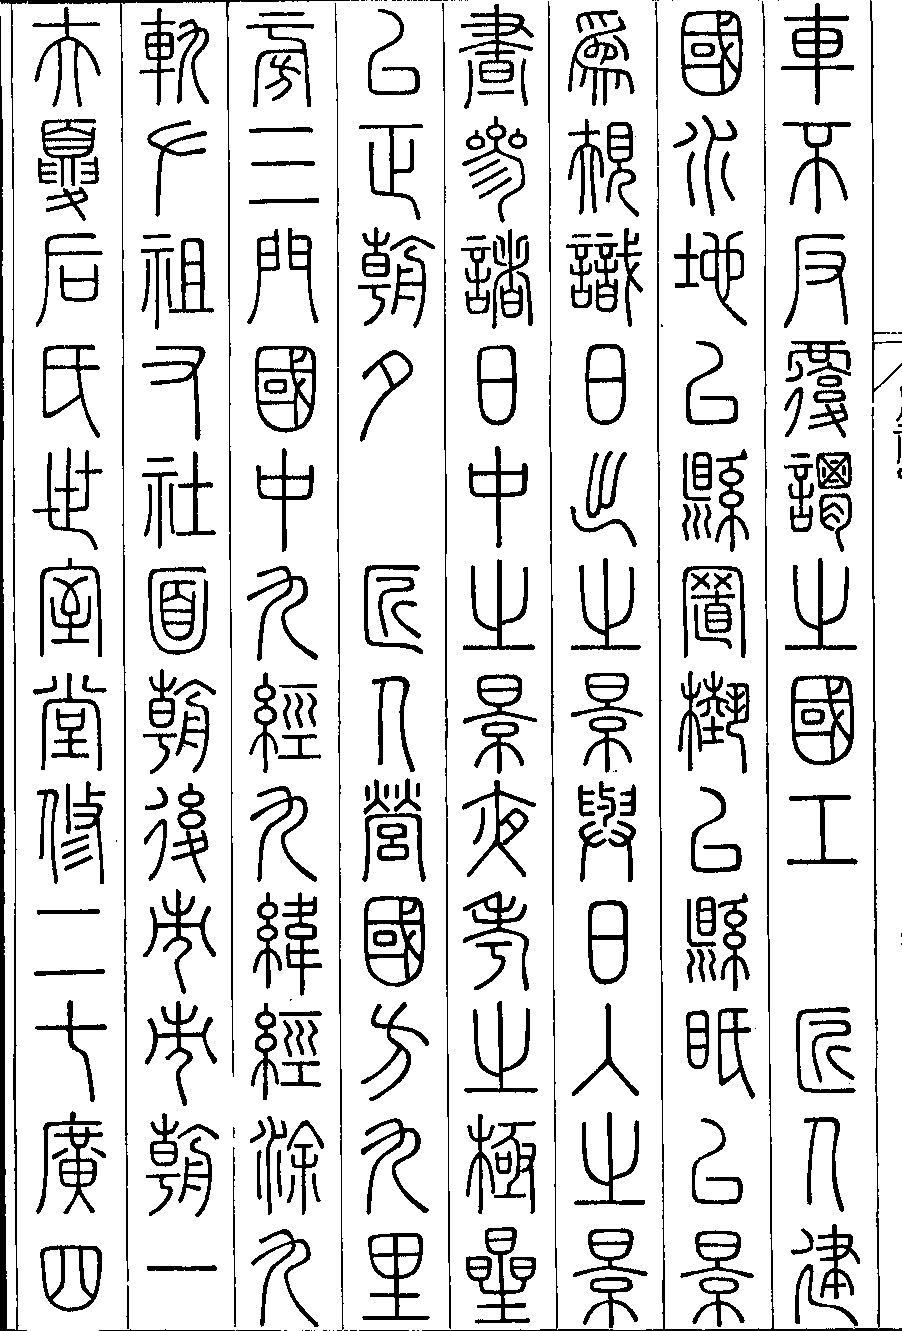 車不反覆謂之國工　匠人建
國水地以縣置槷以縣眡以景
爲規識日出之景與日入之景
晝參諸日中之景夜考之極星
以正朝夕　匠人營國方九里
旁三門國中九經九緯經涂九
軌左祖右社面朝後市市朝一
夫夏后氏世室堂修二七廣四